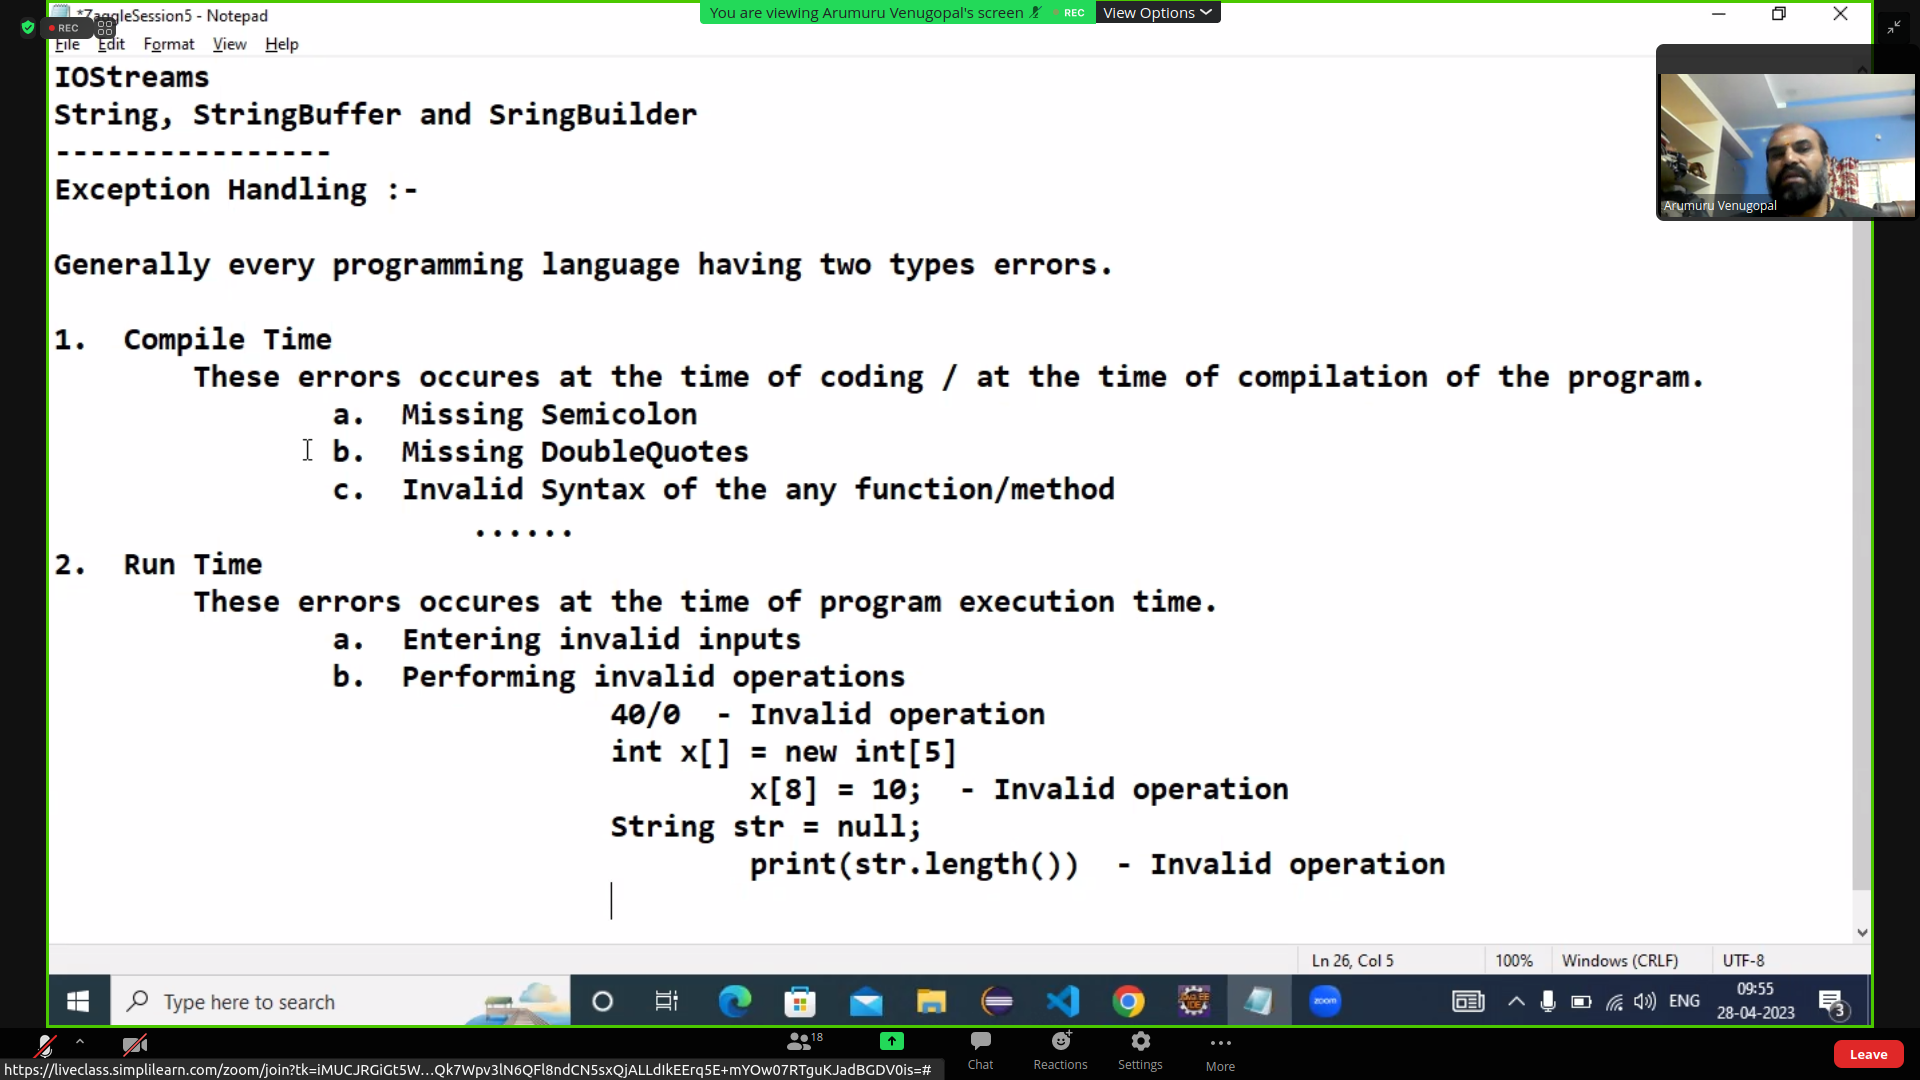 *ZaggleSession5 - Notepad
You are viewing Arumuru Venugopal's screen
REC
View Options
REC
File Edit Format View Help
IOStreams
String, StringBuffer and SringBuilder
----------------
Exception Handling :-
Arumuru Venugopal
Generally every programming language having two types errors.
1. Compile Time
These errors occures at the time of coding / at the time of compilation of the program.
a. Missing Semicolon
b. Missing DoubleQuotes
c. Invalid Syntax of the any function/method
......
2. Run Time
These errors occures at the time of program execution time.
a. Entering invalid inputs
b. Performing invalid operations
40/0 - Invalid operation
int x[] = new int[5]
x[8] = 10; - Invalid operation
String str = null;
print(str.length()) - Invalid operation
Ln 26, Col 5 100% Windows (CRLF) UTF-8
Type here to search
zoom
ENG
09:55
28-04-2023
3
18
Chat Reactions Settings More
Leave
https://liveclass.simplilearn.com/zoom/join?tk=iMUCJRGiGt5W...Qk7Wpv3lN6QFl8ndCN5sxQjALLdIkEErq5E+mYOw07RTguKJadBGDV0is=#